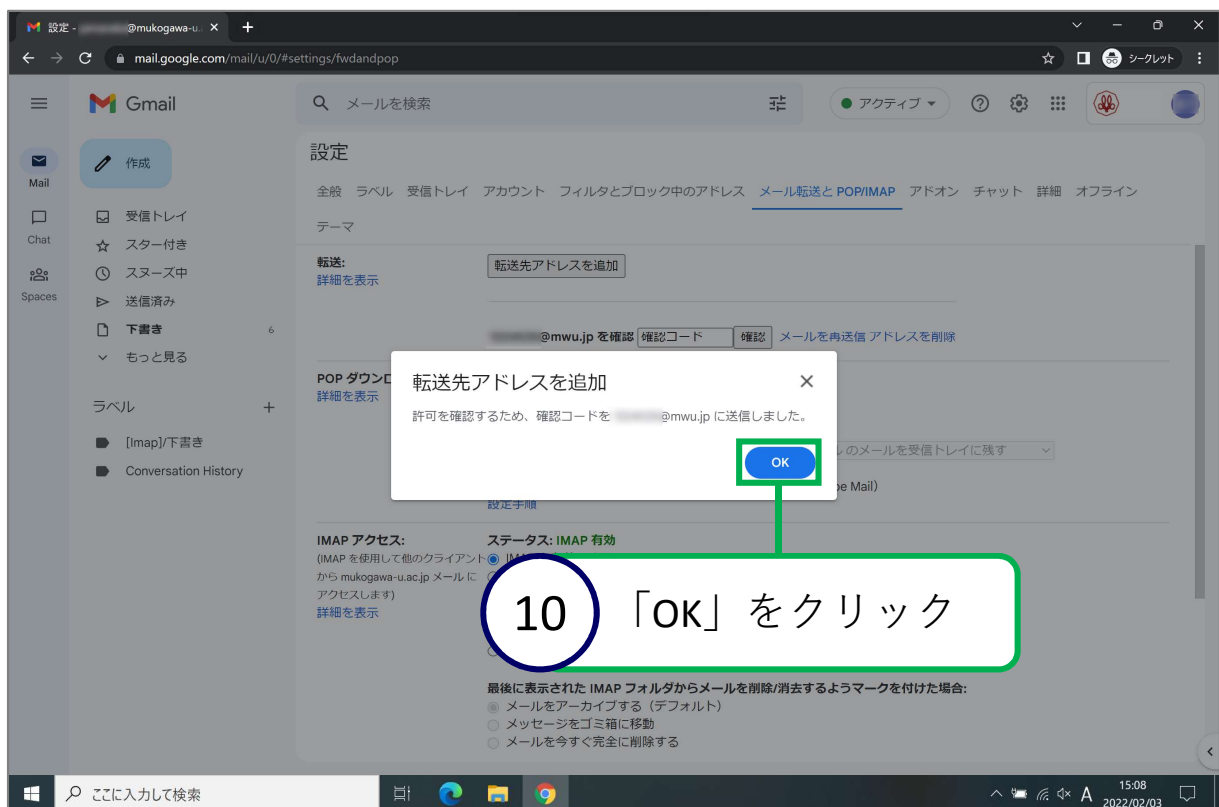 設定 - @mukogawa-u.
mail.google.com/mail/u/0/#settings/fwdandpop
シークレット
Gmail
メールを検索
アクティブ
Mail
Chat
Spaces
作成
受信トレイ
スター付き
スヌーズ中
送信済み
下書き 6
もっと見る
ラベル
[Imap]/下書き
Conversation History
設定
全般 ラベル 受信トレイ アカウント フィルタとブロック中のアドレス メール転送と POP/IMAP アドオン チャット 詳細 オフライン
テーマ
転送:
詳細を表示
転送先アドレスを追加
@mwu.jp を確認 確認コード 確認 メールを再送信 アドレスを削除
POP ダウンロ
詳細を表示
転送先アドレスを追加
許可を確認するため、確認コードを @mwu.jp に送信しました。
OK
のメールを受信トレイに残す
pe Mail）
設定手順
IMAP アクセス:
(IMAP を使用して他のクライアント
から mukogawa-u.ac.jp メール に
アクセスします)
詳細を表示
ステータス: IMAP 有効
10 「OK」をクリック
最後に表示された IMAP フォルダからメールを削除/消去するようマークを付けた場合:
メールをアーカイブする（デフォルト）
メッセージをゴミ箱に移動
メールを今すぐ完全に削除する
ここに入力して検索
A
15:08
2022/02/03